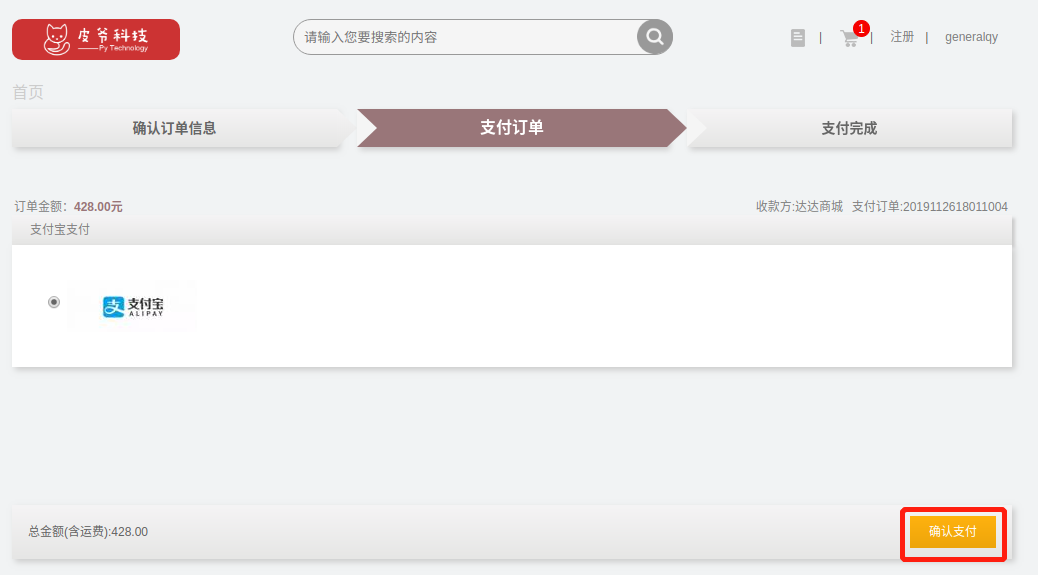 皮爷科技
Py Technology
请输入您要搜索的内容
| 1 | 注册 | generalqy
首页
确认订单信息 支付订单 支付完成
订单金额：428.00元 收款方:达达商城 支付订单:2019112618011004
支付宝支付
支 支付宝
ALIPAY
总金额(含运费):428.00 确认支付